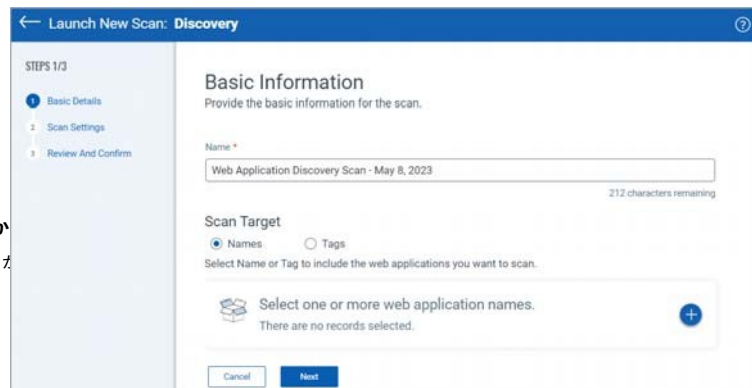 ← Launch New Scan: Discovery
STEPS 1/3
1 Basic Details
2 Scan Settings
3 Review And Confirm
Basic Information
Provide the basic information for the scan.
Name *
Web Application Discovery Scan - May 8, 2023
212 characters remaining
Scan Target
Names Tags
Select Name or Tag to include the web applications you want to scan.
Select one or more web application names.
There are no records selected.
Cancel Next